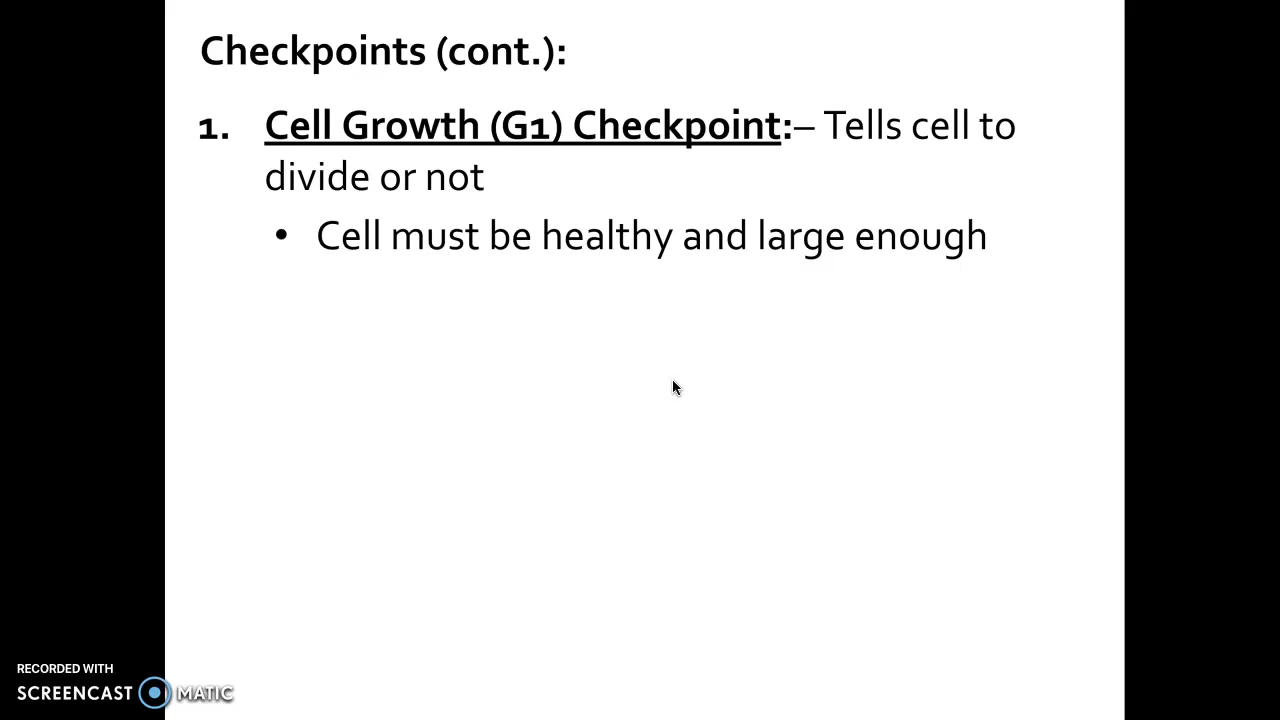 Checkpoints (cont.):
1. Cell Growth (G1) Checkpoint:– Tells cell to
divide or not
• Cell must be healthy and large enough
RECORDED WITH
SCREENCAST MATIC